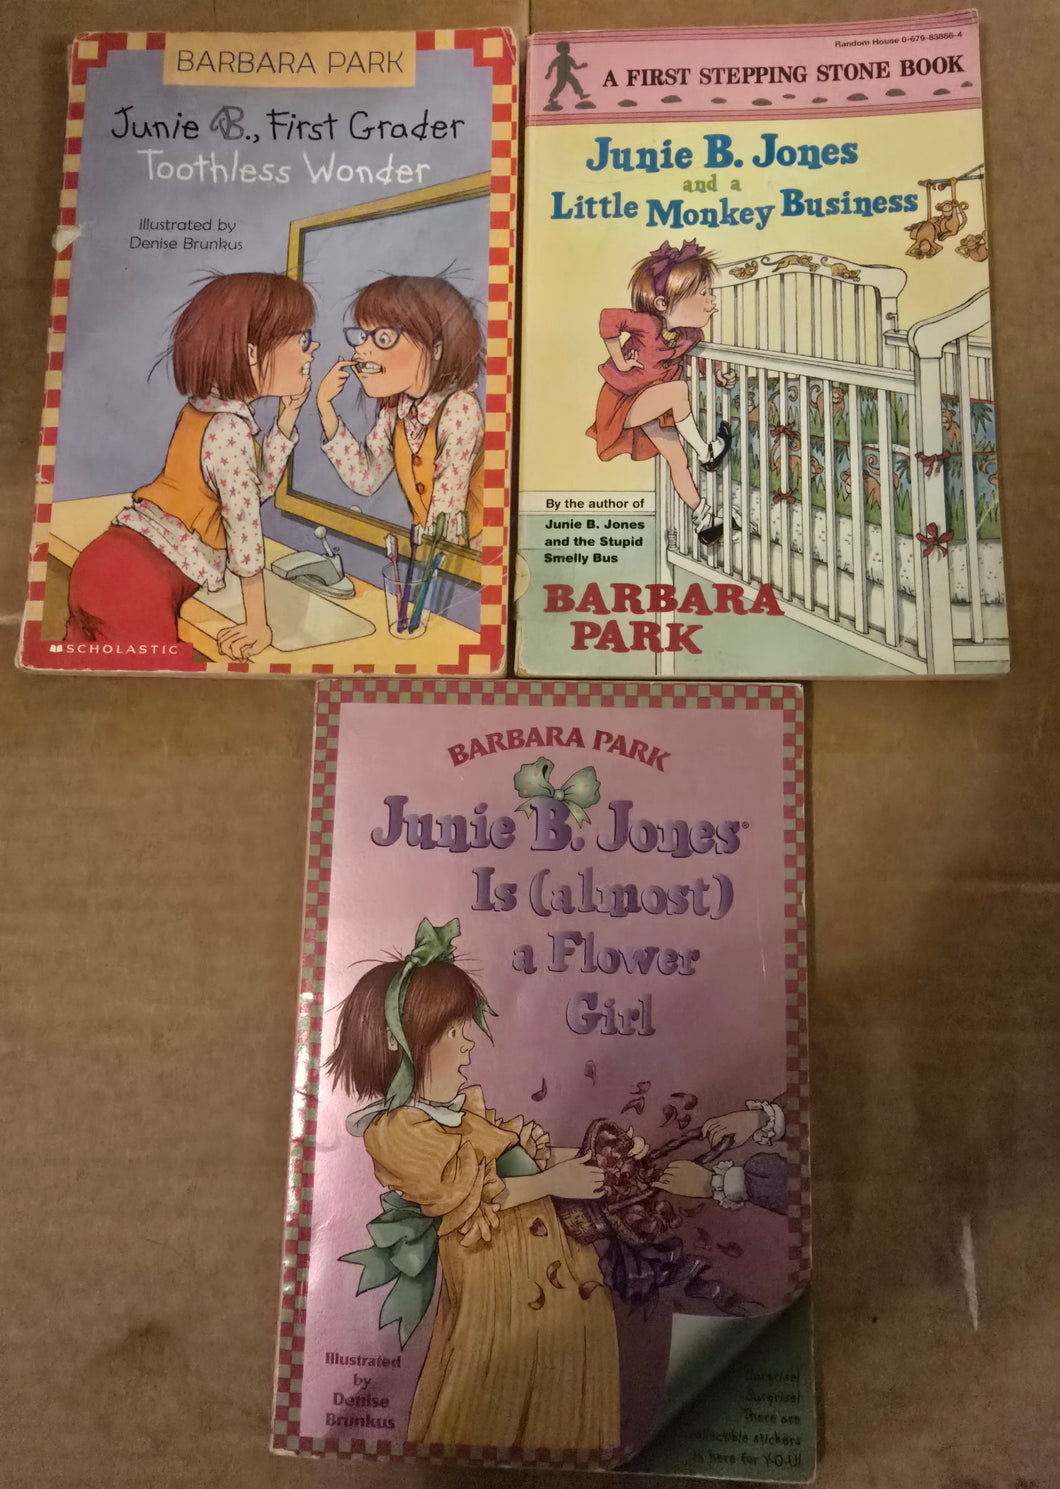 BARBARA PARK
Junie B., First Grader
Toothless Wonder
Illustrated by
Denise Brunkus
SCHOLASTIC
Random House 0-679-83886-4
A FIRST STEPPING STONE BOOK
Junie B. Jones
and a
Little Monkey Business
By the author of
Junie B. Jones
and the Stupid
Smelly Bus
BARBARA
PARK
BARBARA PARK
Junie B. Jones®
Is (almost)
a Flower
Girl
Illustrated
by
Denise
Brunkus
Surprise!
Surprise!
There are
collectible stickers
in here for Y-O-U!